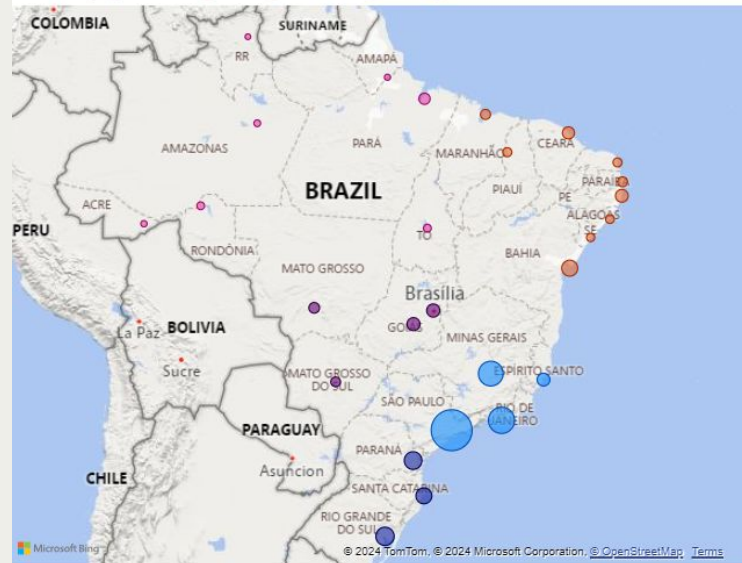 COLOMBIA
SURINAME
RR
AMAPÁ
AMAZONAS
PARÁ
MARANHÃO
CEARÁ
BRAZIL
PIAUÍ
PARAÍBA
PE
ALAGOAS
SE
ACRE
PERU
TO
RONDÔNIA
BAHIA
MATO GROSSO
Brasília
La Paz
BOLIVIA
GOIÁS
MINAS GERAIS
Sucre
MATO GROSSO
DO SUL
ESPÍRITO SANTO
SÃO PAULO
RIO DE
JANEIRO
PARAGUAY
PARANÁ
Asuncion
CHILE
SANTA CATARINA
RIO GRANDE
DO SUL
Microsoft Bing
© 2024 TomTom, © 2024 Microsoft Corporation, © OpenStreetMap Terms